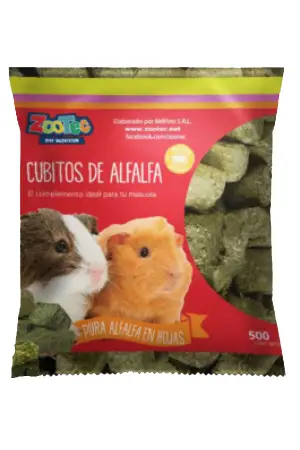 Elaborado por Nelfino S.R.L.
www.zootec.net
facebook.com/zootec
ZOOTEC
PET NUTRITION
CUBITOS DE ALFALFA
El complemento ideal para tu mascota
PURA ALFALFA EN HOJAS
500